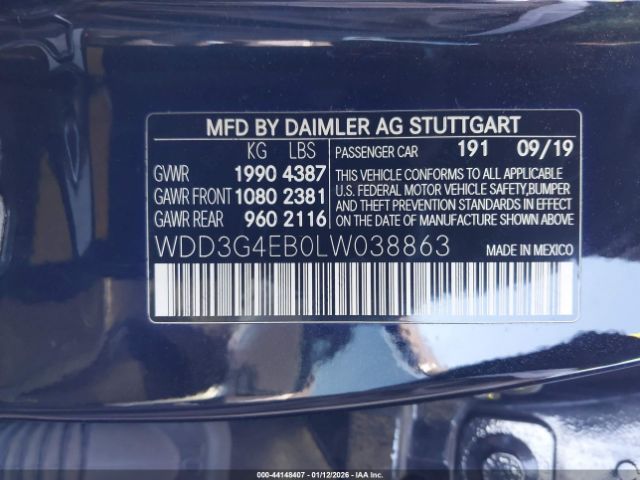 MFD BY DAIMLER AG STUTTGART
KG LBS PASSENGER CAR 191 09/19
GVWR 1990 4387
GAWR FRONT 1080 2381
GAWR REAR 960 2116
THIS VEHICLE CONFORMS TO ALL APPLICABLE
U.S. FEDERAL MOTOR VEHICLE SAFETY,BUMPER
AND THEFT PREVENTION STANDARDS IN EFFECT
ON THE DATE OF MANUFACTURE SHOWN ABOVE
WDD3G4EB0LW038863 MADE IN MEXICO
000-44148407 - 01/12/2026 - IAAI.COM